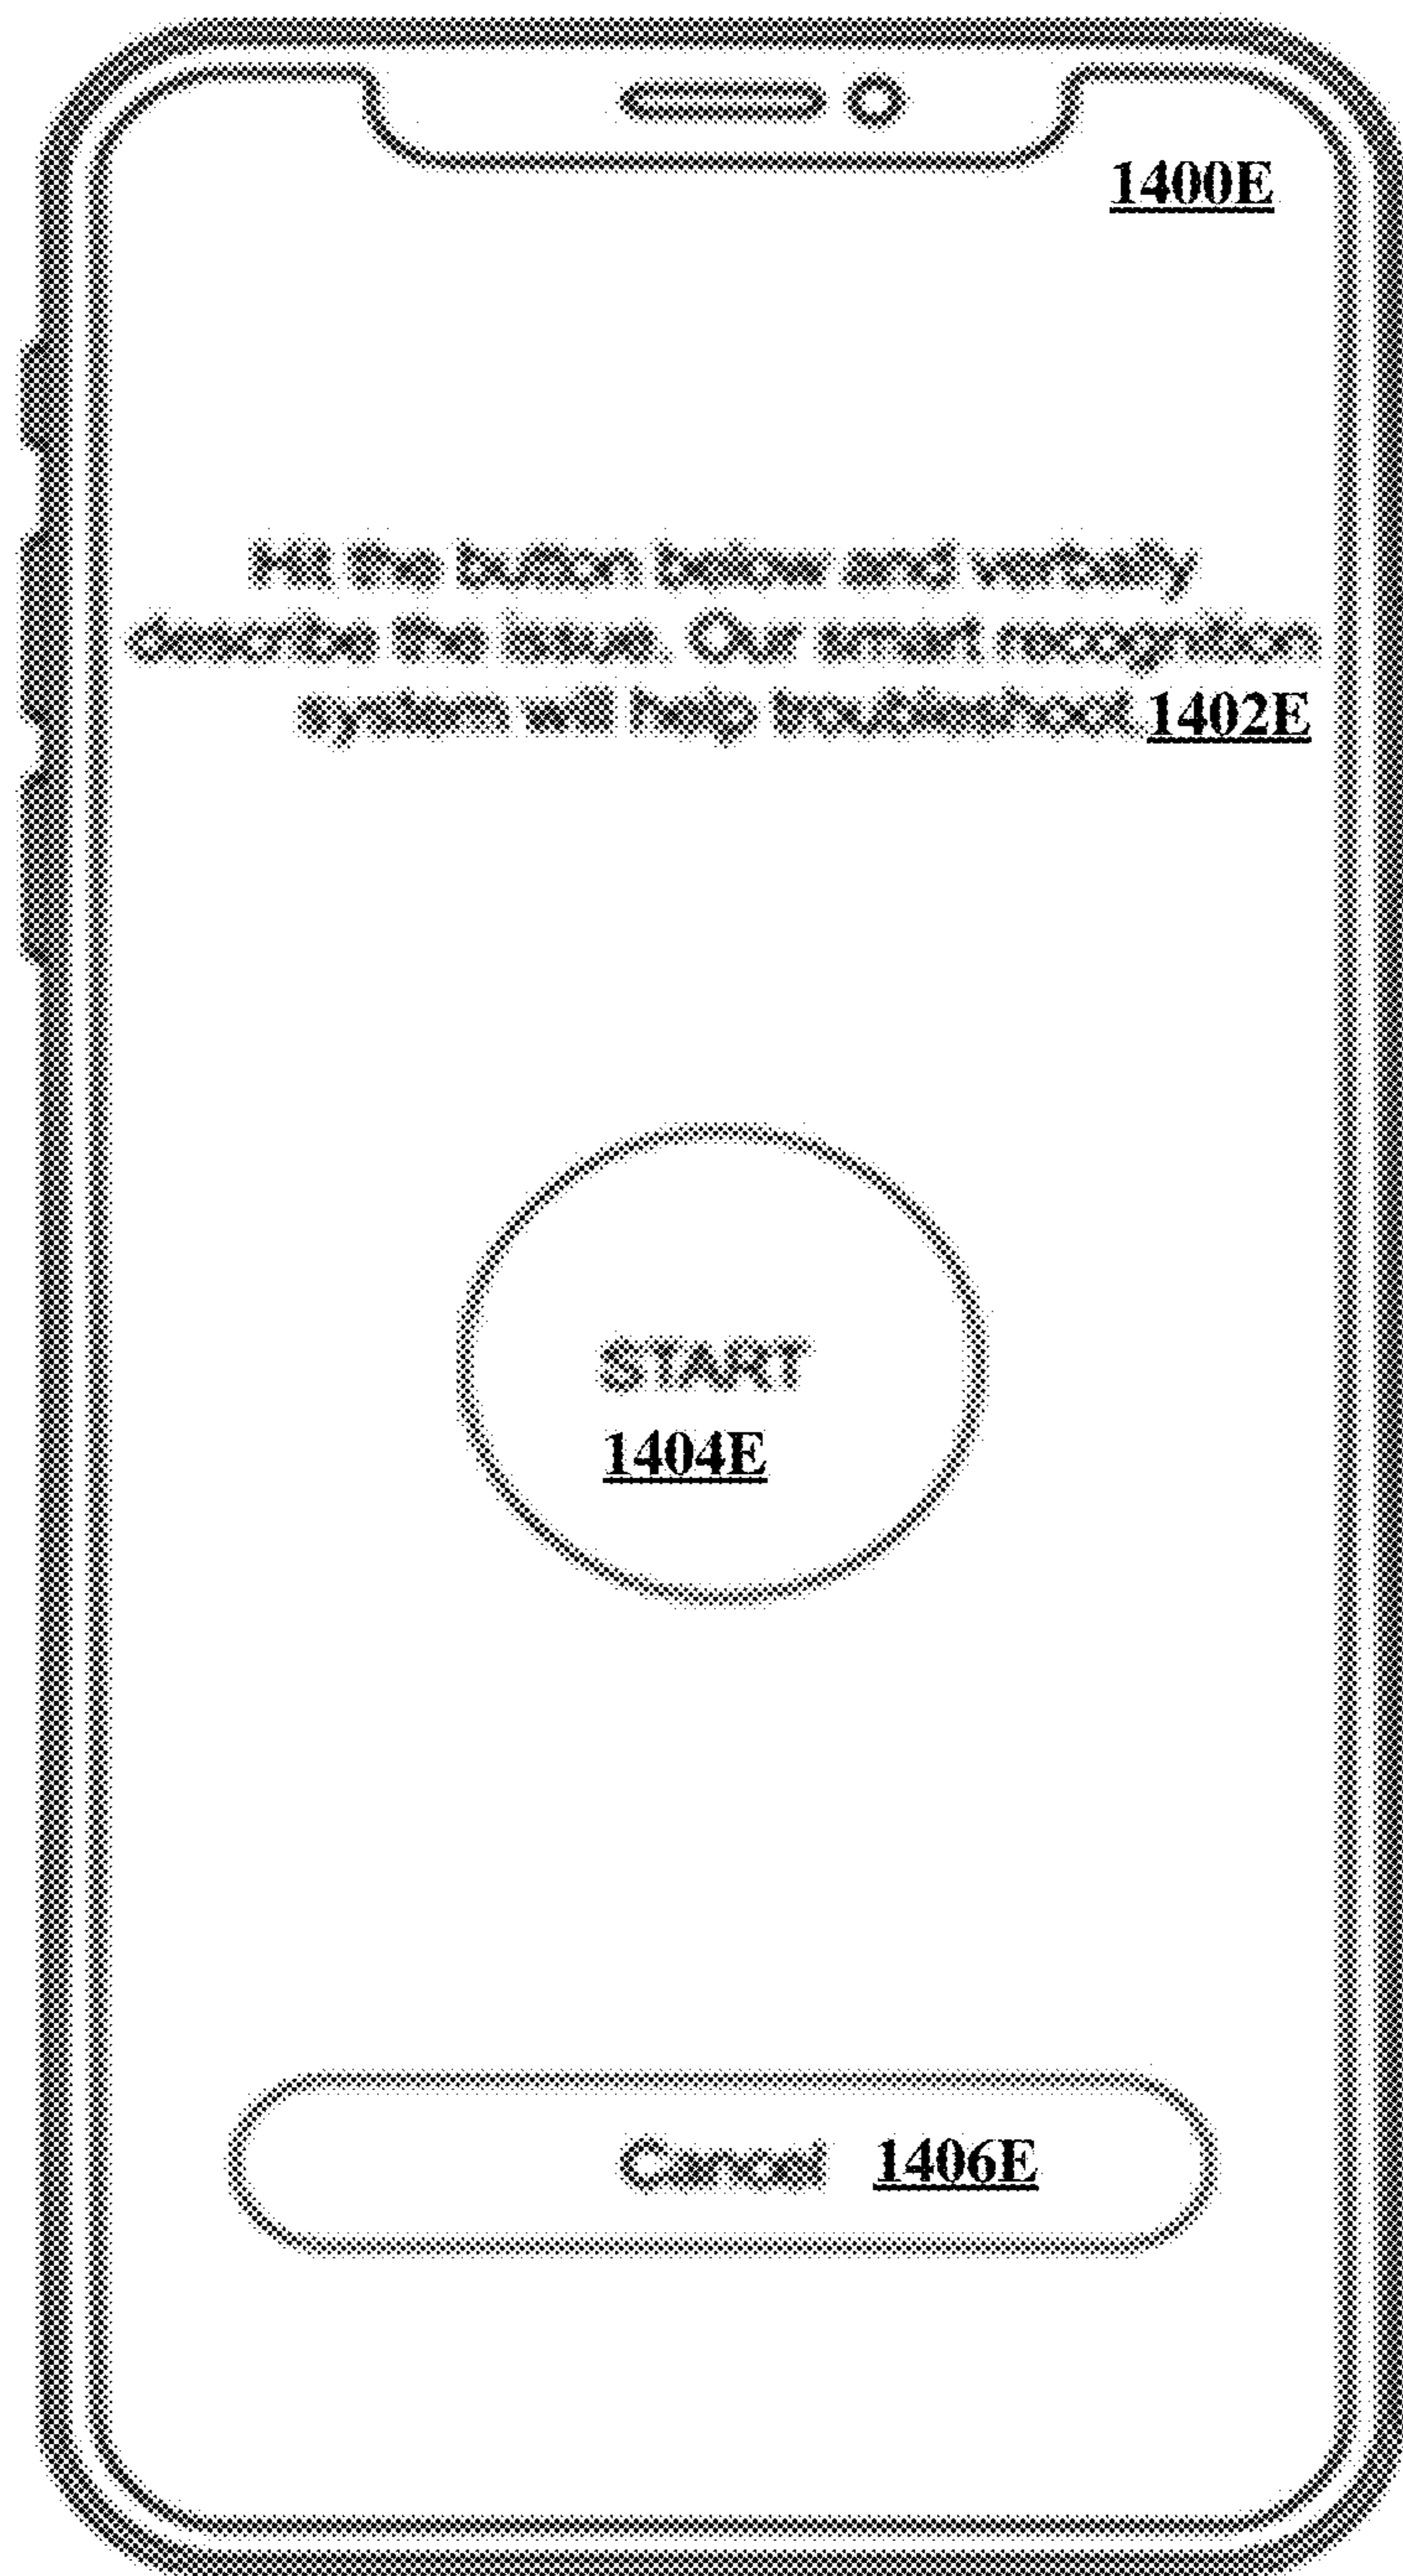 1400E
Hit the button below and verbally
describe the issue. Our smart recognition
system will help troubleshoot. 1402E
START
1404E
Cancel 1406E